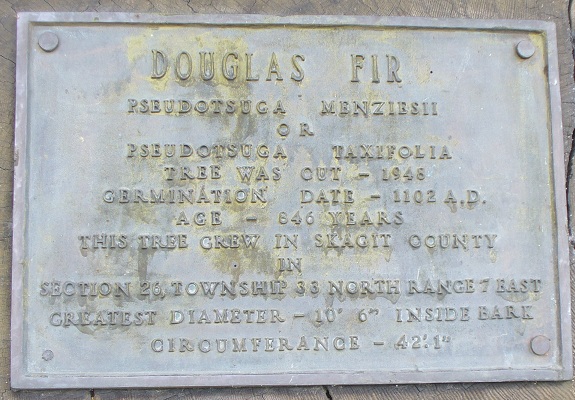 DOUGLAS FIR
PSEUDOTSUGA MENZIESII
OR
PSEUDOTSUGA TAXIFOLIA
TREE WAS CUT - 1948
GERMINATION DATE - 1102 A.D.
AGE - 846 YEARS
THIS TREE GREW IN SKAGIT COUNTY
IN
SECTION 26, TOWNSHIP 33 NORTH RANGE 7 EAST
GREATEST DIAMETER - 10' 6" INSIDE BARK
CIRCUMFERANCE - 42'.1"